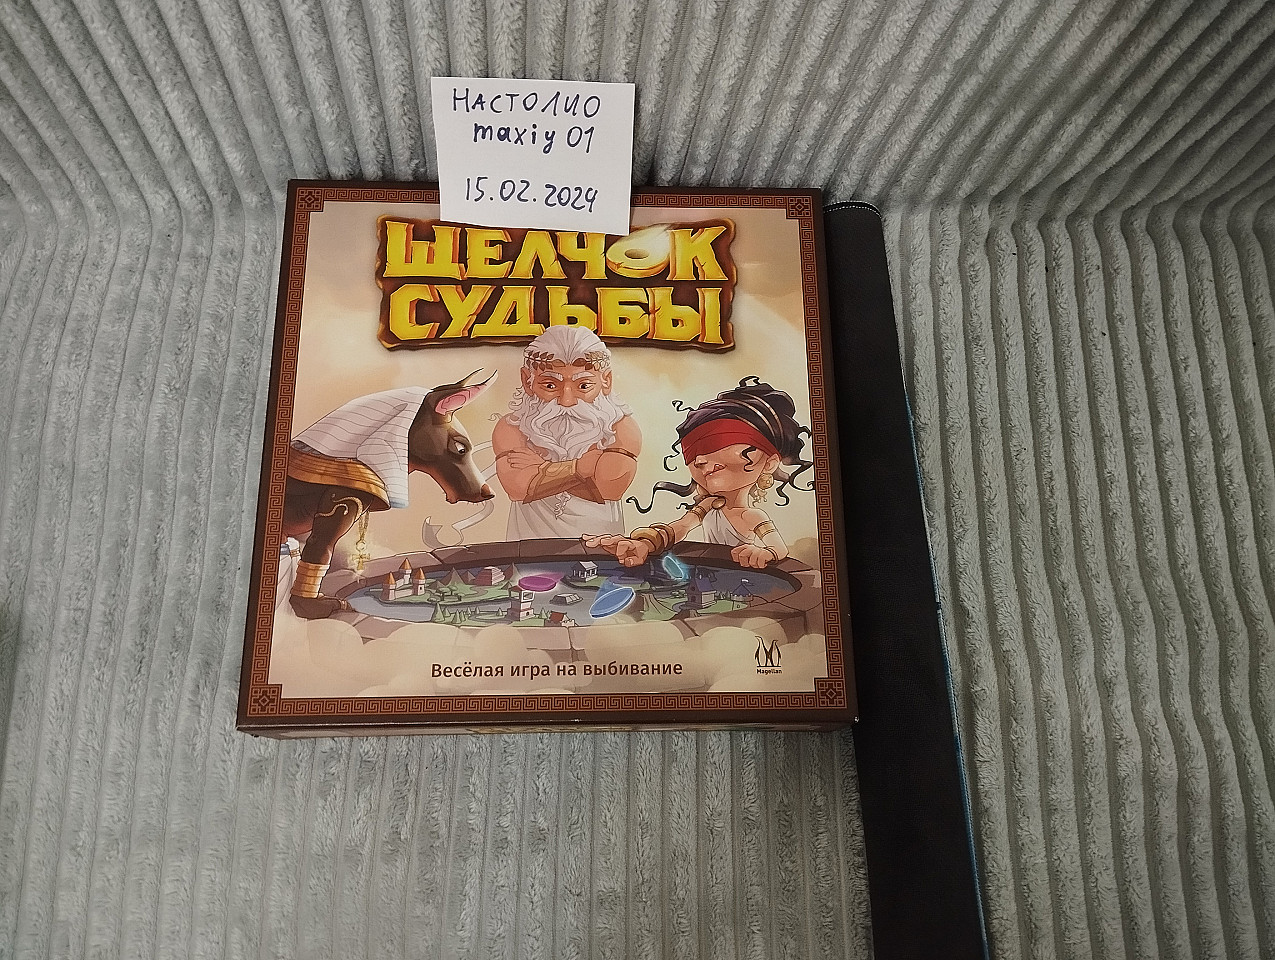 НАСТОЛИО
maxiy 01
15.02.2024
ЩЕЛЧОК
СУДЬБЫ
Весёлая игра на выбивание
Magellan